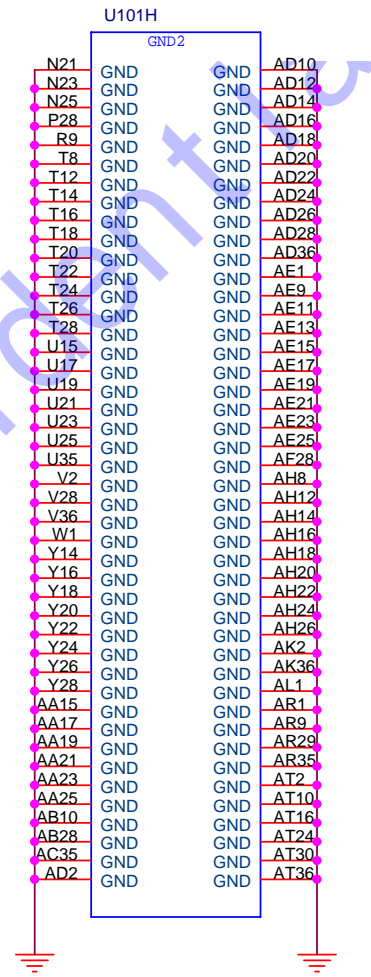 U101H
GND2
N21 GND GND AD10
N23 GND GND AD12
N25 GND GND AD14
P28 GND GND AD16
R9 GND GND AD18
T8 GND GND AD20
T12 GND GND AD22
T14 GND GND AD24
T16 GND GND AD26
T18 GND GND AD28
T20 GND GND AD36
T22 GND GND AE1
T24 GND GND AE9
T26 GND GND AE11
T28 GND GND AE13
U15 GND GND AE15
U17 GND GND AE17
U19 GND GND AE19
U21 GND GND AE21
U23 GND GND AE23
U25 GND GND AE25
U35 GND GND AF28
V2 GND GND AH8
V28 GND GND AH12
V36 GND GND AH14
W1 GND GND AH16
Y14 GND GND AH18
Y16 GND GND AH20
Y18 GND GND AH22
Y20 GND GND AH24
Y22 GND GND AH26
Y24 GND GND AK2
Y26 GND GND AK36
Y28 GND GND AL1
AA15 GND GND AR1
AA17 GND GND AR9
AA19 GND GND AR29
AA21 GND GND AR35
AA23 GND GND AT2
AA25 GND GND AT10
AB10 GND GND AT16
AB28 GND GND AT24
AC35 GND GND AT30
AD2 GND GND AT36